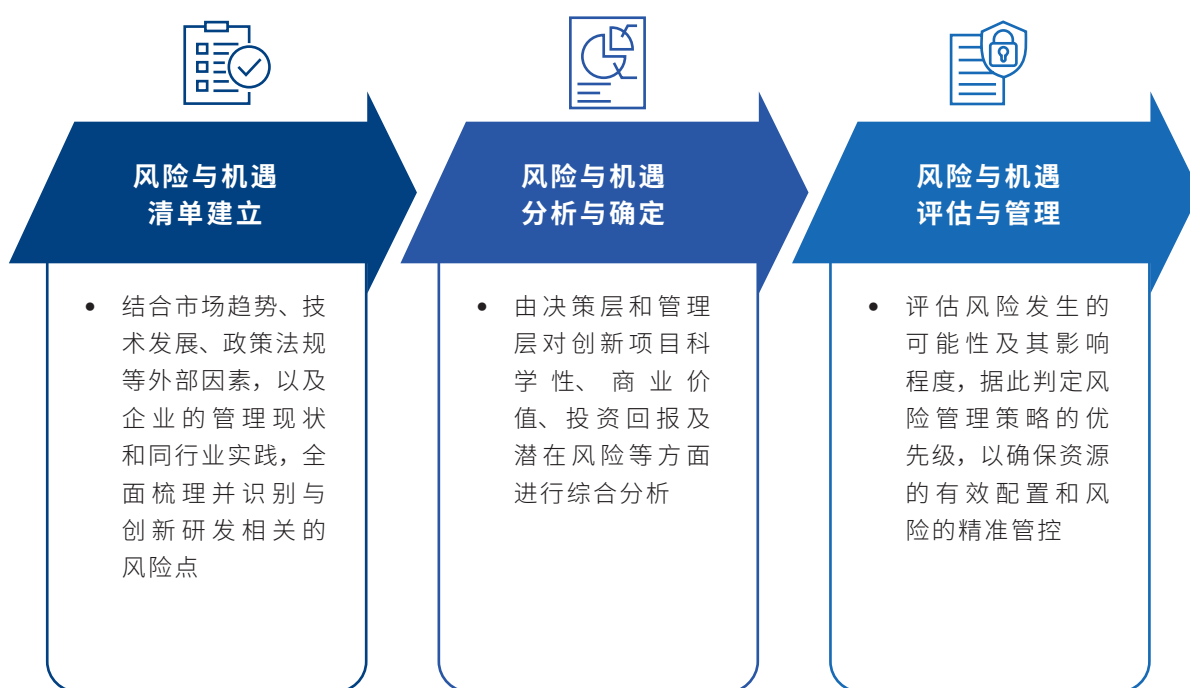 风险与机遇
清单建立
• 结合市场趋势、技
术发展、政策法规
等外部因素，以及
企业的管理现状
和同行业实践，全
面梳理并识别与
创新研发相关的
风险点
风险与机遇
分析与确定
• 由决策层和管理
层对创新项目科
学性、商业价
值、投资回报及
潜在风险等方面
进行综合分析
风险与机遇
评估与管理
• 评估风险发生的
可能性及其影响
程度，据此判定风
险管理策略的优
先级，以确保资源
的有效配置和风
险的精准管控